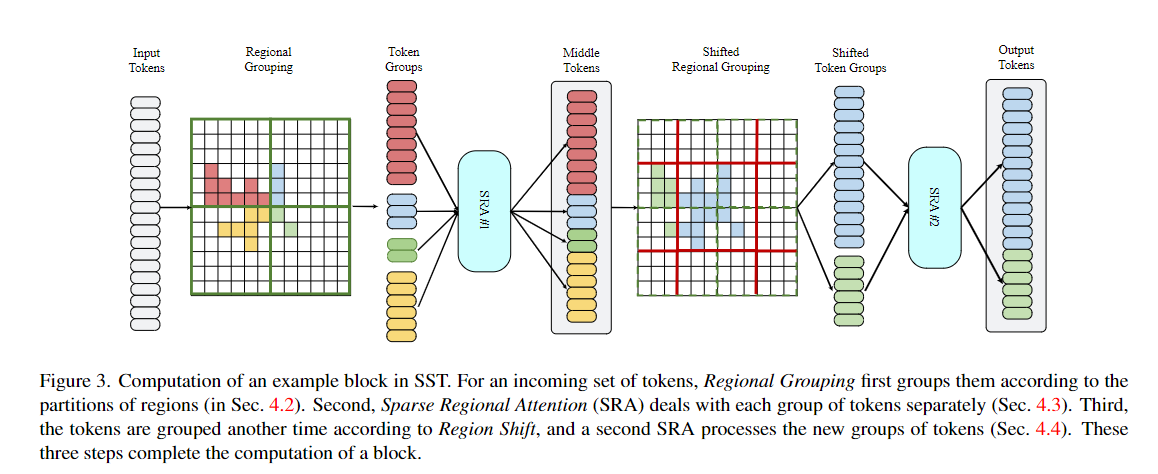 Input
Tokens
Regional
Grouping
Token
Groups
Middle
Tokens
Shifted
Regional Grouping
Shifted
Token Groups
Output
Tokens
SRA #1
SRA #2
Figure 3. Computation of an example block in SST. For an incoming set of tokens, Regional Grouping first groups them according to the
partitions of regions (in Sec. 4.2). Second, Sparse Regional Attention (SRA) deals with each group of tokens separately (Sec. 4.3). Third,
the tokens are grouped another time according to Region Shift, and a second SRA processes the new groups of tokens (Sec. 4.4). These
three steps complete the computation of a block.